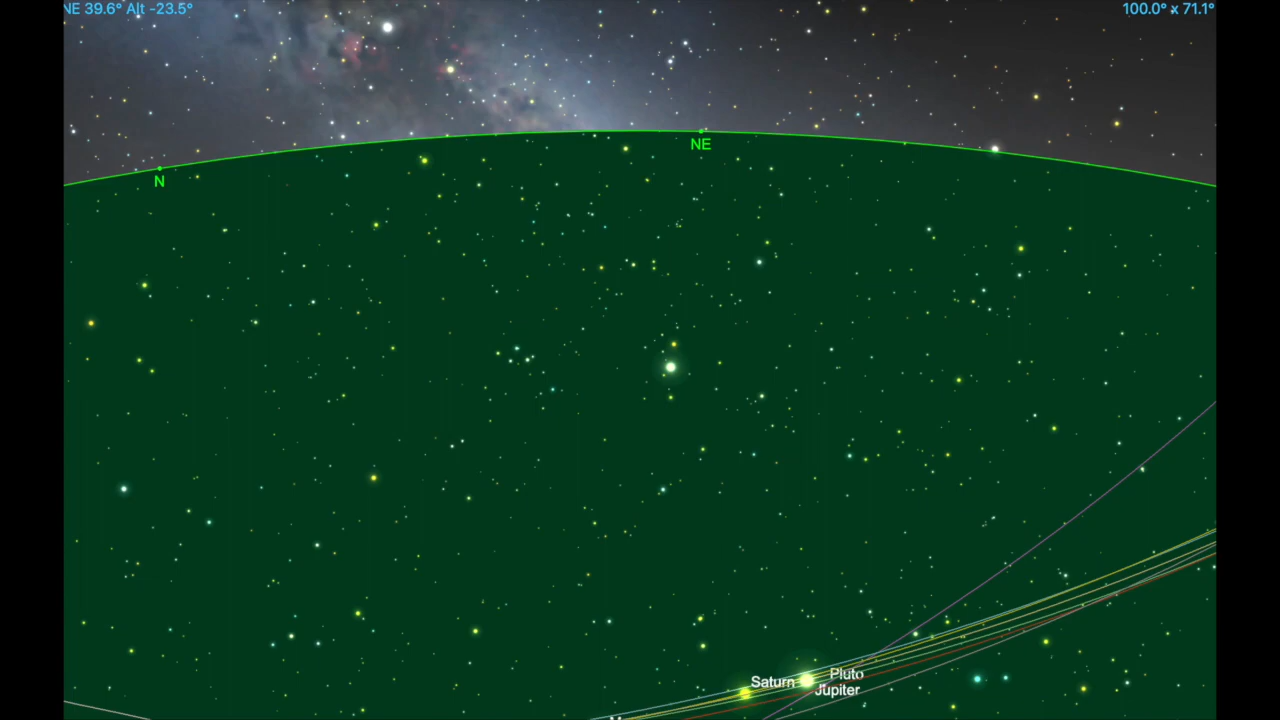 NE 39.6° Alt -23.5°
100.0° x 71.1°
NE
N
Saturn
Pluto
Jupiter